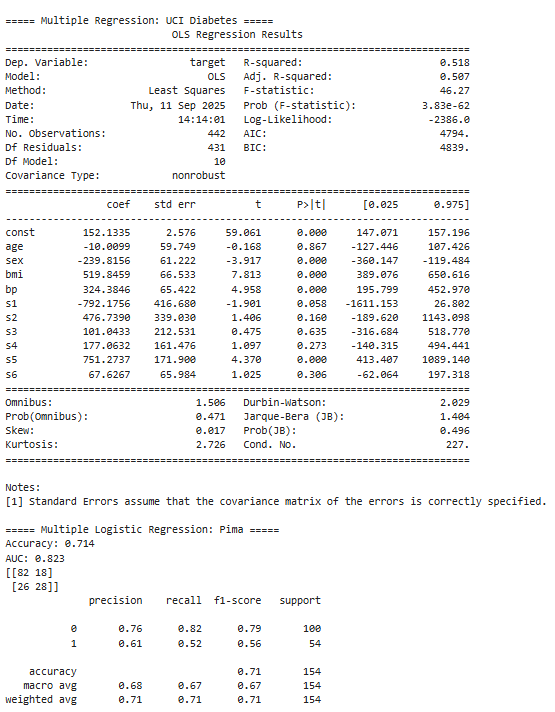 ===== Multiple Regression: UCI Diabetes =====
                            OLS Regression Results
==============================================================================
Dep. Variable:                 target   R-squared:                       0.518
Model:                            OLS   Adj. R-squared:                  0.507
Method:                 Least Squares   F-statistic:                     46.27
Date:                Thu, 11 Sep 2025   Prob (F-statistic):           3.83e-62
Time:                        14:14:01   Log-Likelihood:                -2386.0
No. Observations:                 442   AIC:                             4794.
Df Residuals:                     431   BIC:                             4839.
Df Model:                          10
Covariance Type:            nonrobust
==============================================================================
                 coef    std err          t      P>|t|      [0.025      0.975]
------------------------------------------------------------------------------
const        152.1335      2.576     59.061      0.000     147.071     157.196
age          -10.0099     59.749     -0.168      0.867    -127.446     107.426
sex         -239.8156     61.222     -3.917      0.000    -360.147    -119.484
bmi          519.8459     66.533      7.813      0.000     389.076     650.616
bp           324.3846     65.422      4.958      0.000     195.799     452.970
s1          -792.1756    416.680     -1.901      0.058   -1611.153      26.802
s2           476.7390    339.030      1.406      0.160    -189.620    1143.098
s3           101.0433    212.531      0.475      0.635    -316.684     518.770
s4           177.0632    161.476      1.097      0.273    -140.315     494.441
s5           751.2737    171.900      4.370      0.000     413.407    1089.140
s6            67.6267     65.984      1.025      0.306     -62.064     197.318
==============================================================================
Omnibus:                        1.506   Durbin-Watson:                   2.029
Prob(Omnibus):                  0.471   Jarque-Bera (JB):                1.404
Skew:                           0.017   Prob(JB):                        0.496
Kurtosis:                       2.726   Cond. No.                         227.
==============================================================================
Notes:
[1] Standard Errors assume that the covariance matrix of the errors is correctly specified.
===== Multiple Logistic Regression: Pima =====
Accuracy: 0.714
AUC: 0.823
[[82 18]
 [26 28]]
              precision    recall  f1-score   support
           0       0.76      0.82      0.79       100
           1       0.61      0.52      0.56        54
    accuracy                           0.71       154
   macro avg       0.68      0.67      0.67       154
weighted avg       0.71      0.71      0.71       154